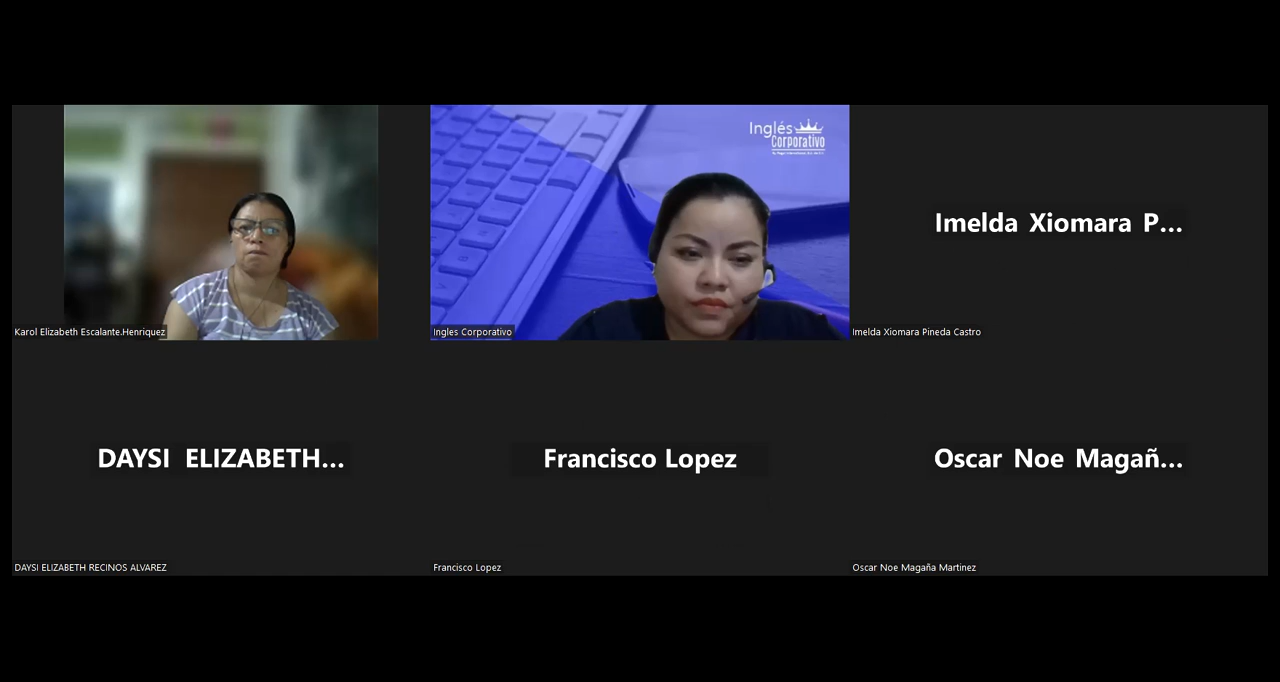 Inglés
Corporativo
Karol Elizabeth Escalante.Henriquez
Ingles Corporativo
Imelda Xiomara P...
Imelda Xiomara Pineda Castro
DAYSI ELIZABETH...
DAYSI ELIZABETH RECINOS ALVAREZ
Francisco Lopez
Francisco Lopez
Oscar Noe Magañ...
Oscar Noe Magaña Martinez